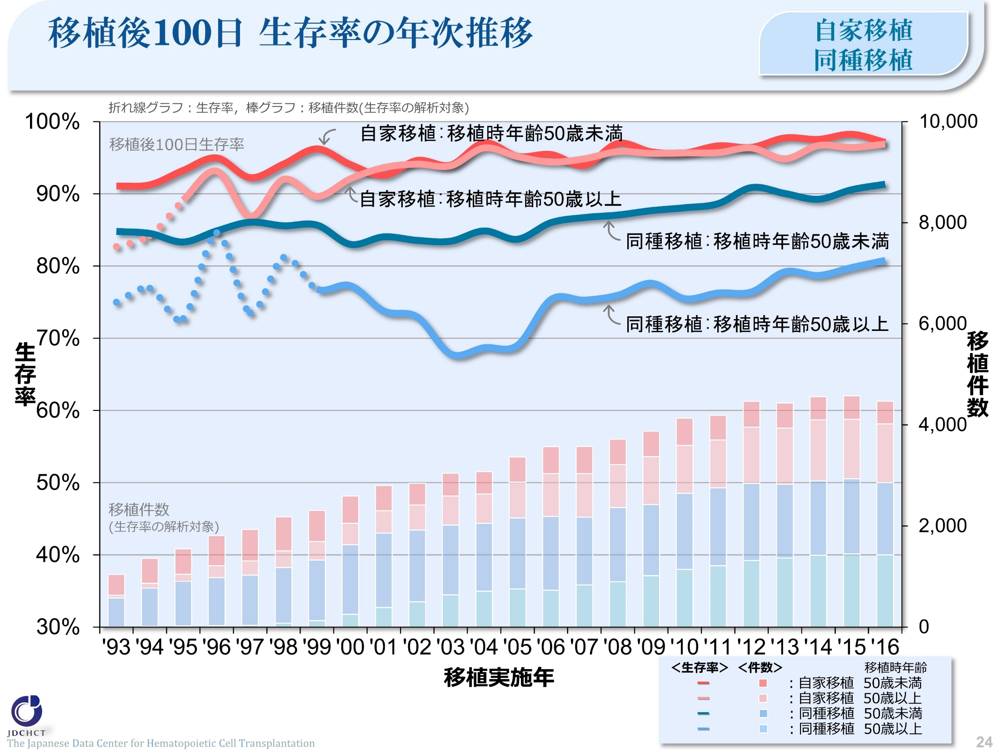 移植後100日 生存率の年次推移
自家移植
同種移植
折れ線グラフ：生存率，棒グラフ：移植件数(生存率の解析対象)
100%
90%
80%
70%
60%
50%
40%
30%
生存率
10,000
8,000
6,000
4,000
2,000
0
移植件数
移植後100日生存率
自家移植：移植時年齢50歳未満
自家移植：移植時年齢50歳以上
同種移植：移植時年齢50歳未満
同種移植：移植時年齢50歳以上
移植件数
(生存率の解析対象)
'93 '94 '95 '96 '97 '98 '99 '00 '01 '02 '03 '04 '05 '06 '07 '08 '09 '10 '11 '12 '13 '14 '15 '16
移植実施年
＜生存率＞ ＜件数＞ 移植時年齢
：自家移植 50歳未満
：自家移植 50歳以上
：同種移植 50歳未満
：同種移植 50歳以上
JDCHCT
The Japanese Data Center for Hematopoietic Cell Transplantation
24